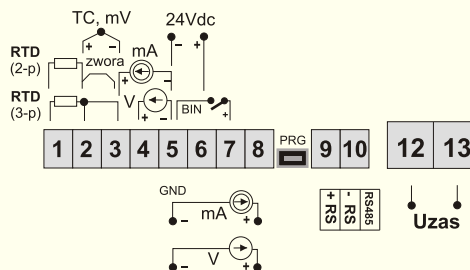 TC, mV
24Vdc
+ - - +
RTD
(2-p)
zwora
mA
+ -
RTD
(3-p)
V
+ -
BIN
+
1 2 3 4 5 6 7 8
PRG
9 10
12 13
GND
mA
- +
V
- +
+ RS
- RS
RS485
Uzas